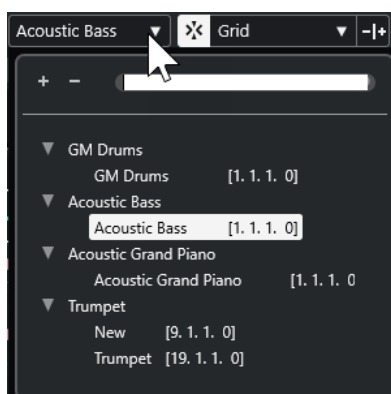 Acoustic Bass Grid
GM Drums
GM Drums [1. 1. 1. 0]
Acoustic Bass
Acoustic Bass [1. 1. 1. 0]
Acoustic Grand Piano
Acoustic Grand Piano [1. 1. 1. 0
Trumpet
New [9. 1. 1. 0]
Trumpet [19. 1. 1. 0]